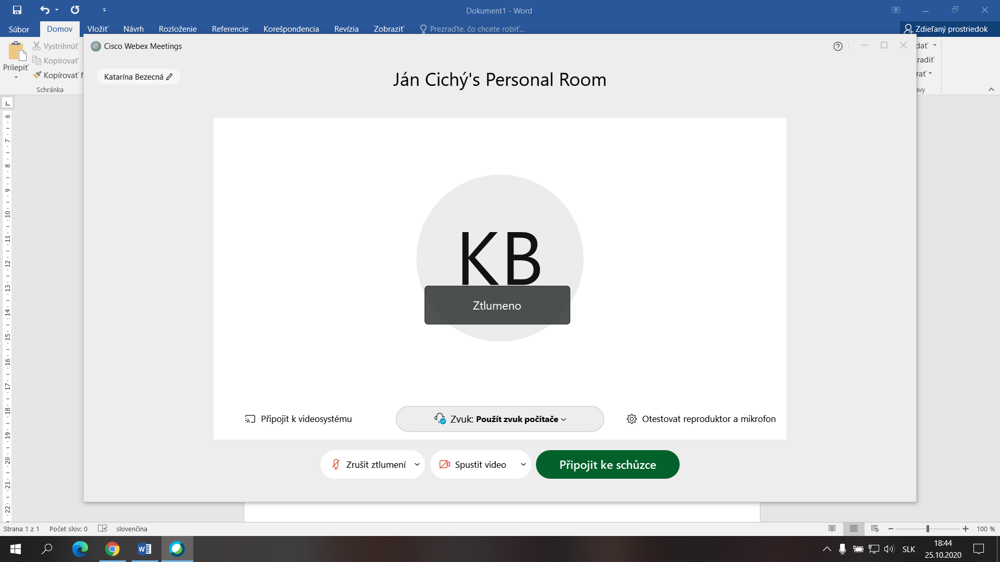 Dokument1 - Word
Súbor Domov Vložiť Návrh Rozloženie Referencie Korešpondencia Revízia Zobraziť Prezraďte, čo chcete robiť... Zdieľaný prostriedok
Prilepiť
Vystrihnúť
Kopírovať
Kopírovať f
Schránka
dať
radiť
rať
avy
Cisco Webex Meetings
Katarína Bezecná
Ján Cichý's Personal Room
KB
Ztlumeno
Připojit k videosystému
Zvuk: Použít zvuk počítače
Otestovat reproduktor a mikrofon
Zrušit ztlumení
Spustit video
Připojit ke schůzce
L
6
7
8
9
10
11
12
13
14
15
16
17
18
19
20
21
22
Strana 1 z 1 Počet slov: 0 slovenčina 100 %
SLK
18:44
25.10.2020